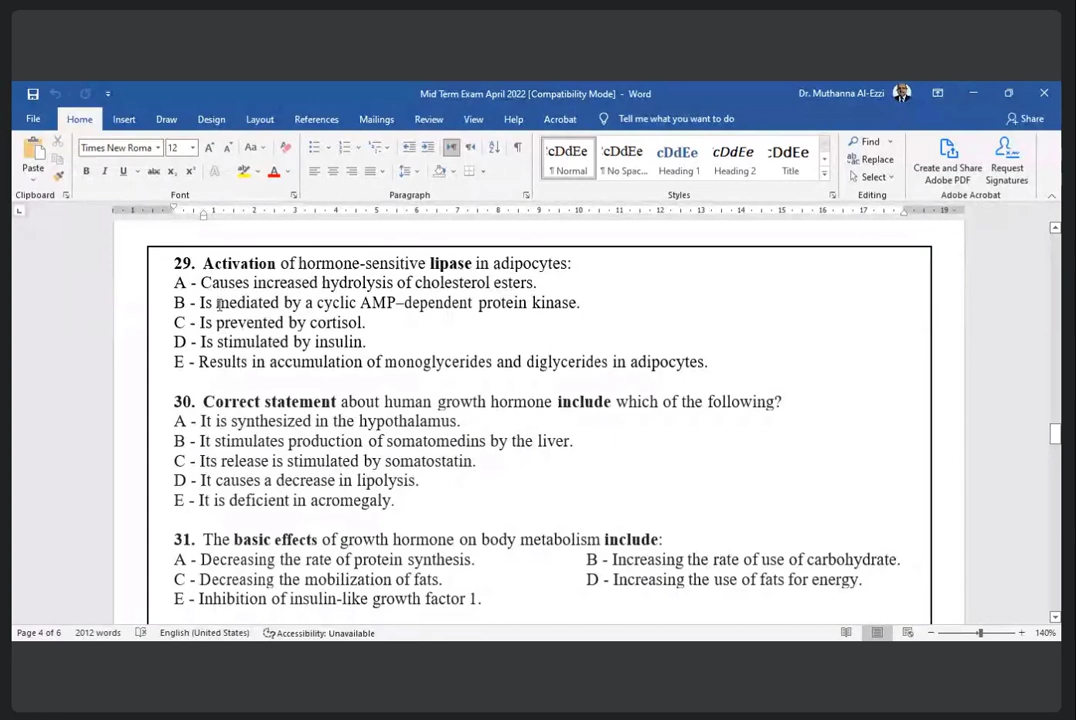 Mid Term Exam April 2022 [Compatibility Mode] - Word
Dr. Muthanna Al-Ezzi
File Home Insert Draw Design Layout References Mailings Review View Help Acrobat Tell me what you want to do Share
Times New Roma 12
Paste
Find
Replace
Select
Create and Share Adobe PDF
Request Signatures
cDdEe cDdEe cDdEe cDdEe :DdEe
¶ Normal ¶ No Spac... Heading 1 Heading 2 Title
Clipboard Font Paragraph Styles Editing Adobe Acrobat
29. Activation of hormone-sensitive lipase in adipocytes:
A - Causes increased hydrolysis of cholesterol esters.
B - Is mediated by a cyclic AMP–dependent protein kinase.
C - Is prevented by cortisol.
D - Is stimulated by insulin.
E - Results in accumulation of monoglycerides and diglycerides in adipocytes.
30. Correct statement about human growth hormone include which of the following?
A - It is synthesized in the hypothalamus.
B - It stimulates production of somatomedins by the liver.
C - Its release is stimulated by somatostatin.
D - It causes a decrease in lipolysis.
E - It is deficient in acromegaly.
31. The basic effects of growth hormone on body metabolism include:
A - Decreasing the rate of protein synthesis. B - Increasing the rate of use of carbohydrate.
C - Decreasing the mobilization of fats. D - Increasing the use of fats for energy.
E - Inhibition of insulin-like growth factor 1.
Page 4 of 6 2012 words English (United States) Accessibility: Unavailable 140%